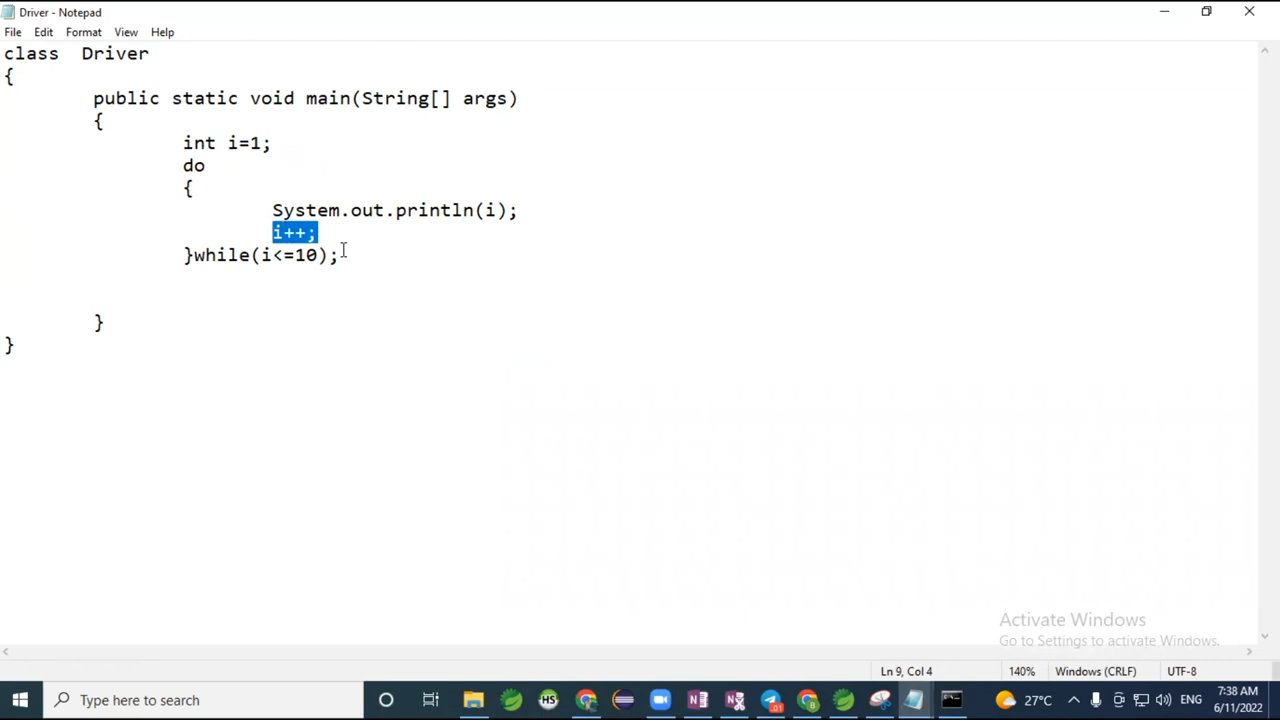 Driver - Notepad
File Edit Format View Help
class  Driver
{
        public static void main(String[] args)
        {
                int i=1;
                do
                {
                        System.out.println(i);
                        i++;
                }while(i<=10);
        }
}
Activate Windows
Go to Settings to activate Windows.
Ln 9, Col 4 140% Windows (CRLF) UTF-8
Type here to search HS .01 27°C ENG 7:38 AM
6/11/2022